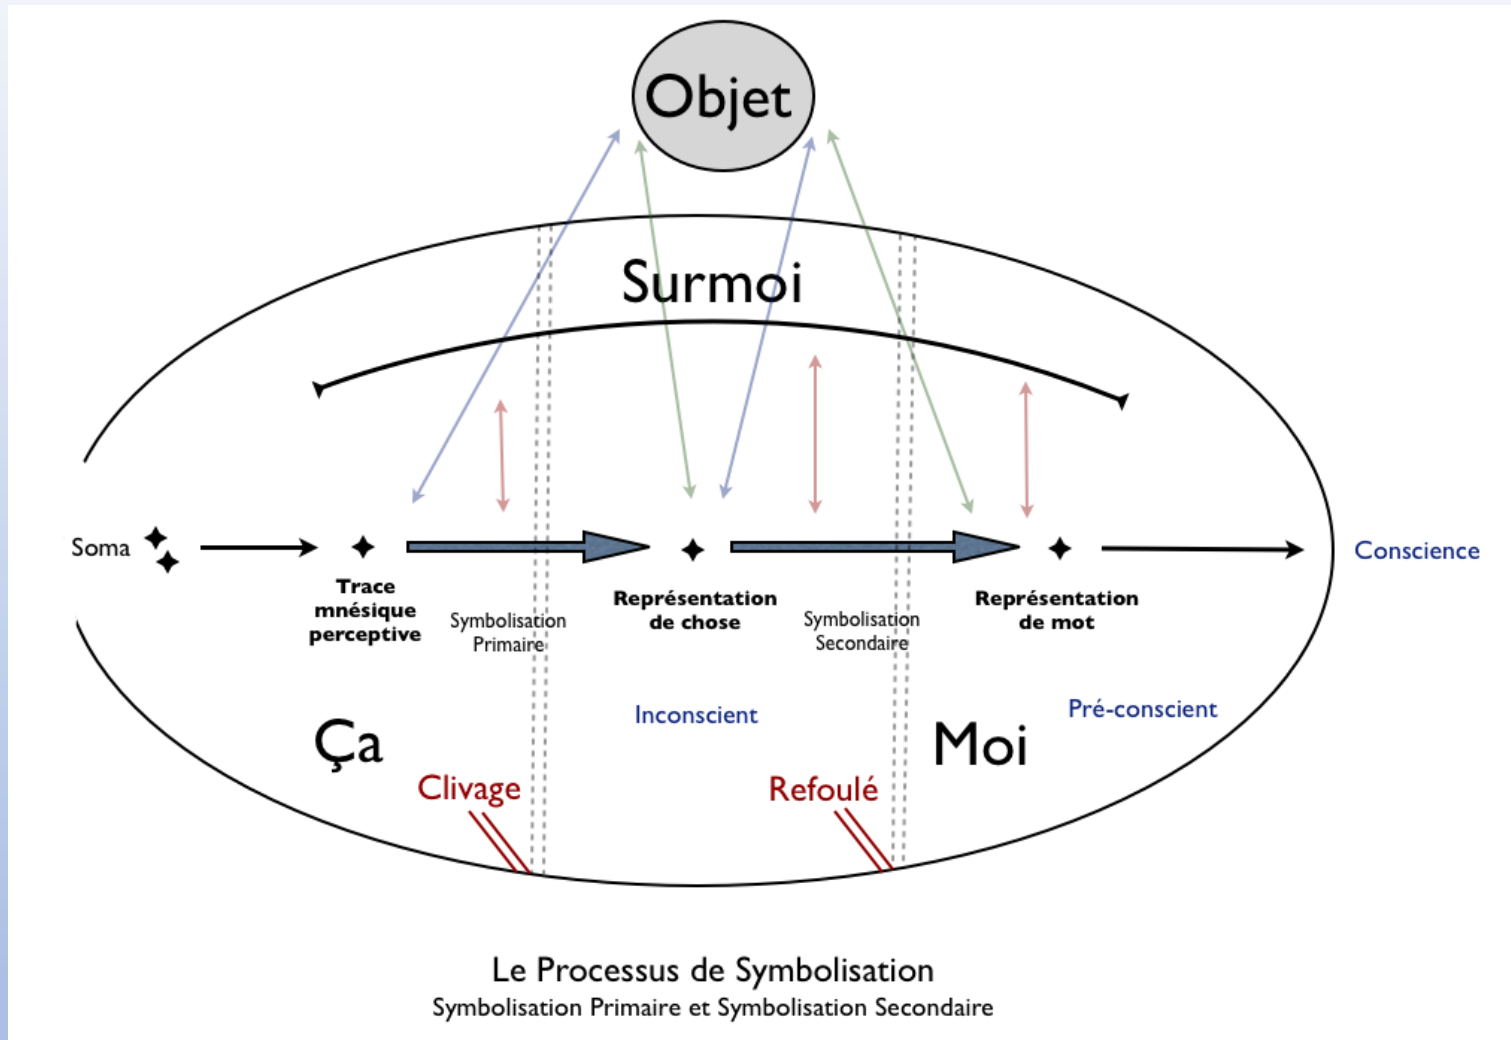 Objet
Surmoi
Soma
Conscience
Trace
mnésique
perceptive
Symbolisation
Primaire
Représentation
de chose
Symbolisation
Secondaire
Représentation
de mot
Inconscient
Pré-conscient
Ça
Moi
Clivage
Refoulé
Le Processus de Symbolisation
Symbolisation Primaire et Symbolisation Secondaire